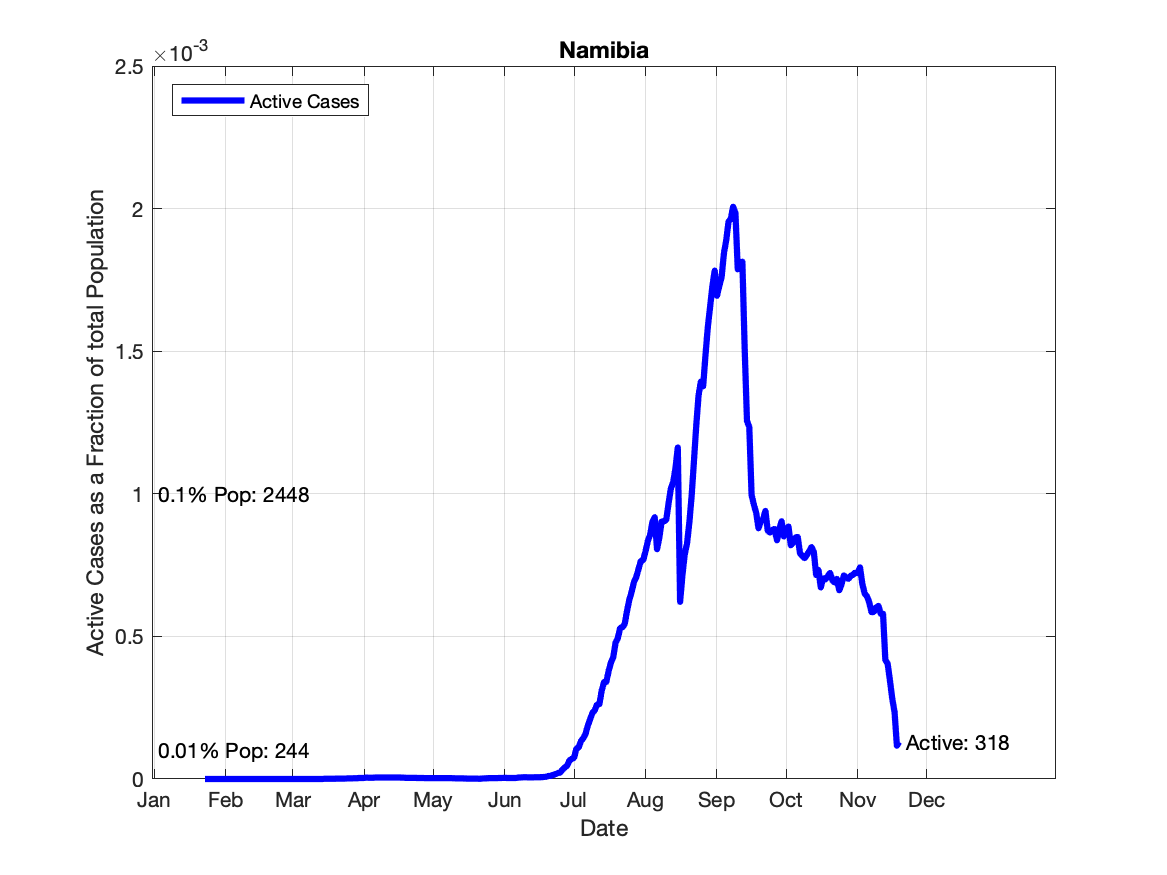 Namibia
×10-3
Active Cases
2.5
2
1.5
1
0.5
0
0.1% Pop: 2448
0.01% Pop: 244
Active: 318
Active Cases as a Fraction of total Population
Jan Feb Mar Apr May Jun Jul Aug Sep Oct Nov Dec
Date